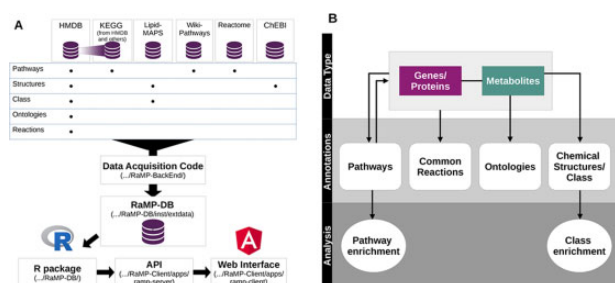 A
HMDB
KEGG
(from HMDB
and others)
Lipid-
MAPS
Wiki-
Pathways
Reactome
ChEBI
Pathways
Structures
Class
Ontologies
Reactions
Data Acquisition Code
(.../RaMP-BackEnd/)
RaMP-DB
(.../RaMP-DB/inst/extdata)
R
R package
(.../RaMP-DB/)
API
(.../RaMP-Client/apps/
ramp-server)
A
Web Interface
(.../RaMP-Client/apps/
ramp-client)
B
Data Type
Genes/
Proteins
Metabolites
Annotations
Pathways
Common
Reactions
Ontologies
Chemical
Structures/
Class
Analysis
Pathway
enrichment
Class
enrichment